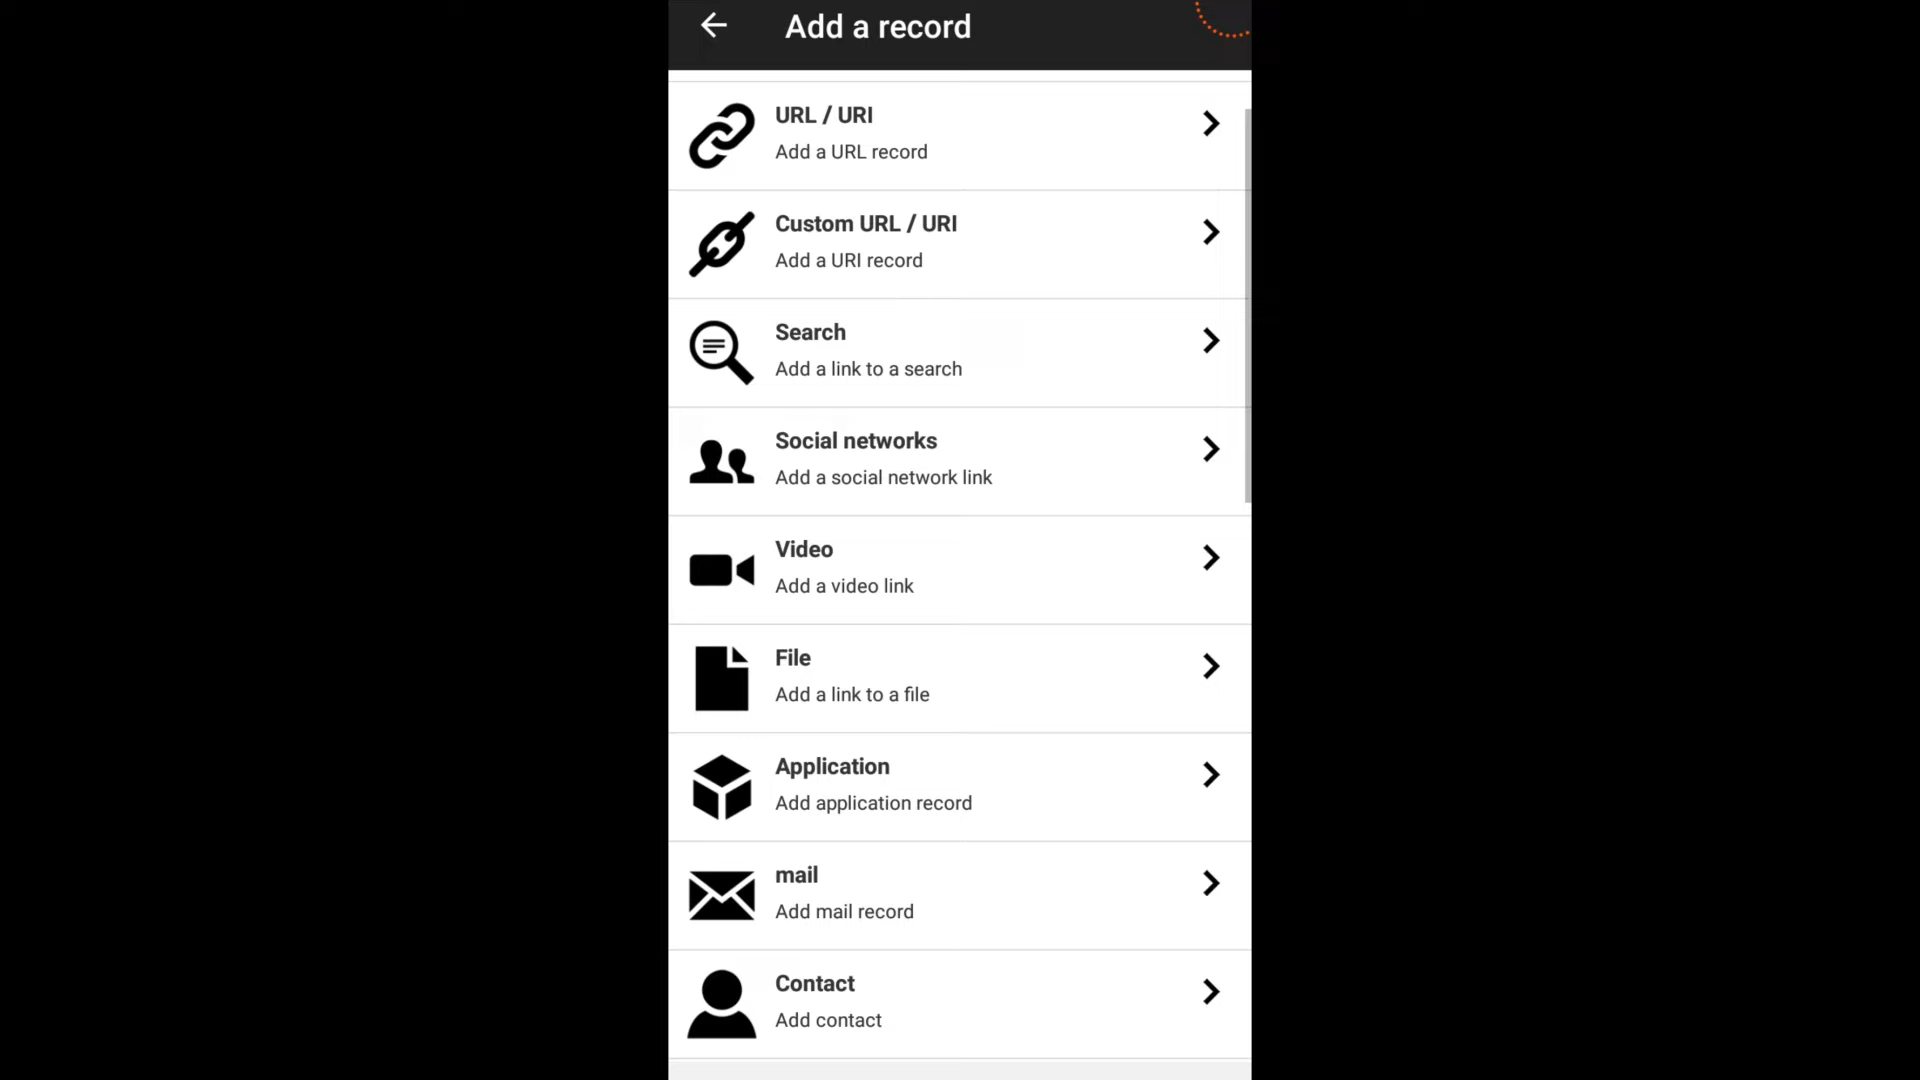 Add a record
URL / URI
Add a URL record
Custom URL / URI
Add a URI record
Search
Add a link to a search
Social networks
Add a social network link
Video
Add a video link
File
Add a link to a file
Application
Add application record
mail
Add mail record
Contact
Add contact